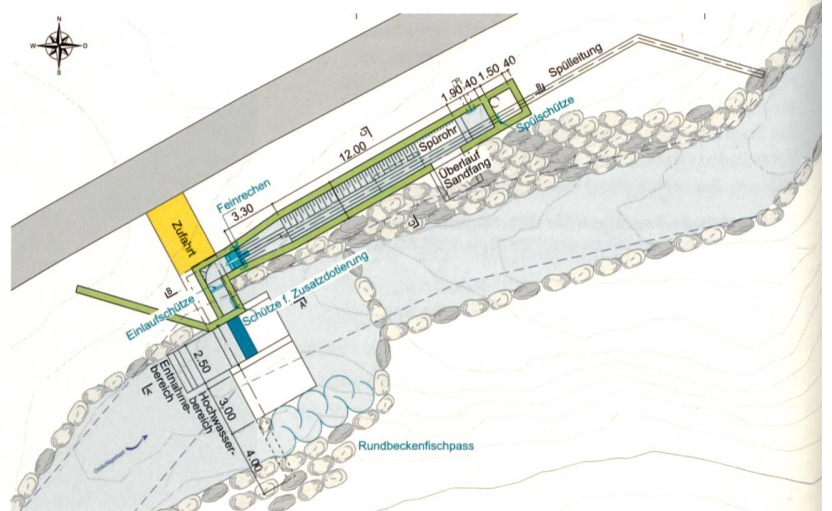 N
W
O
S
Spülleitung
1.90
.40
1.50
.40
Spülschütze
Spürohr
12.00
Überlauf
Sandfang
Feinrechen
3.30
Zufahrt
B
Einlaufschütze
Schütze f. Zusatzdotierung
A
2.50
Entnahme-
bereich
3.00
Hochwasser-
bereich
4.00
Rundbeckenfischpass